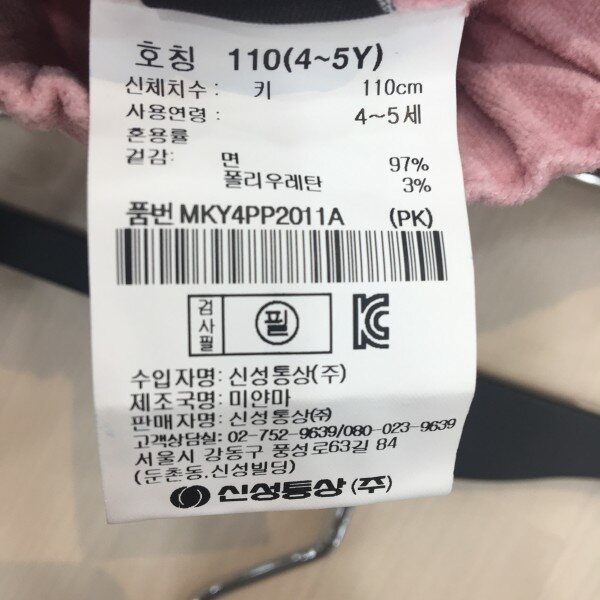 호칭 110(4~5Y)
신체치수 : 키 110cm
사용연령 : 4~5세
혼용률
겉감: 면 97%
폴리우레탄 3%
품번 MKY4PP2011A (PK)
검사필 필 KC
수입자명: 신성통상(주)
제조국명: 미얀마
판매자명: 신성통상㈜
고객상담실: 02-752-9639/080-023-9639
서울시 강동구 풍성로63길 84
(둔촌동,신성빌딩)
신성통상(주)